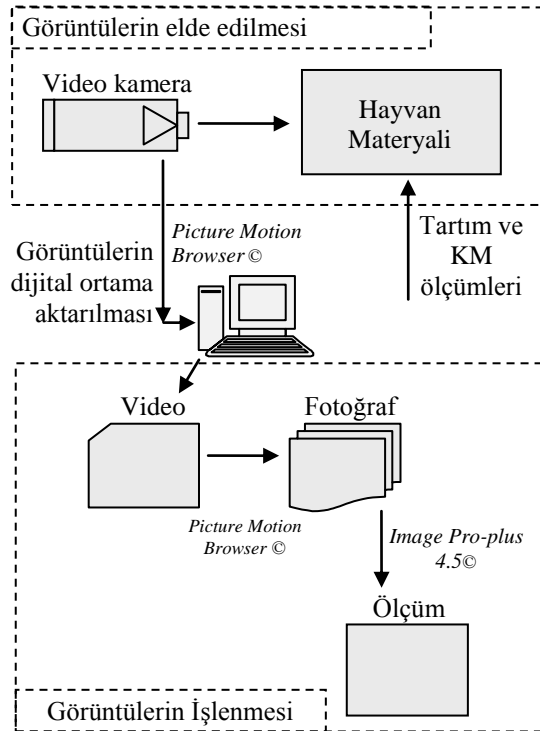 Görüntülerin elde edilmesi
Video kamera
Hayvan
Materyali
Picture Motion
Browser ©
Görüntülerin
dijital ortama
aktarılması
Tartım ve
KM
ölçümleri
Video
Fotoğraf
Picture Motion
Browser ©
Image Pro-plus
4.5©
Ölçüm
Görüntülerin İşlenmesi